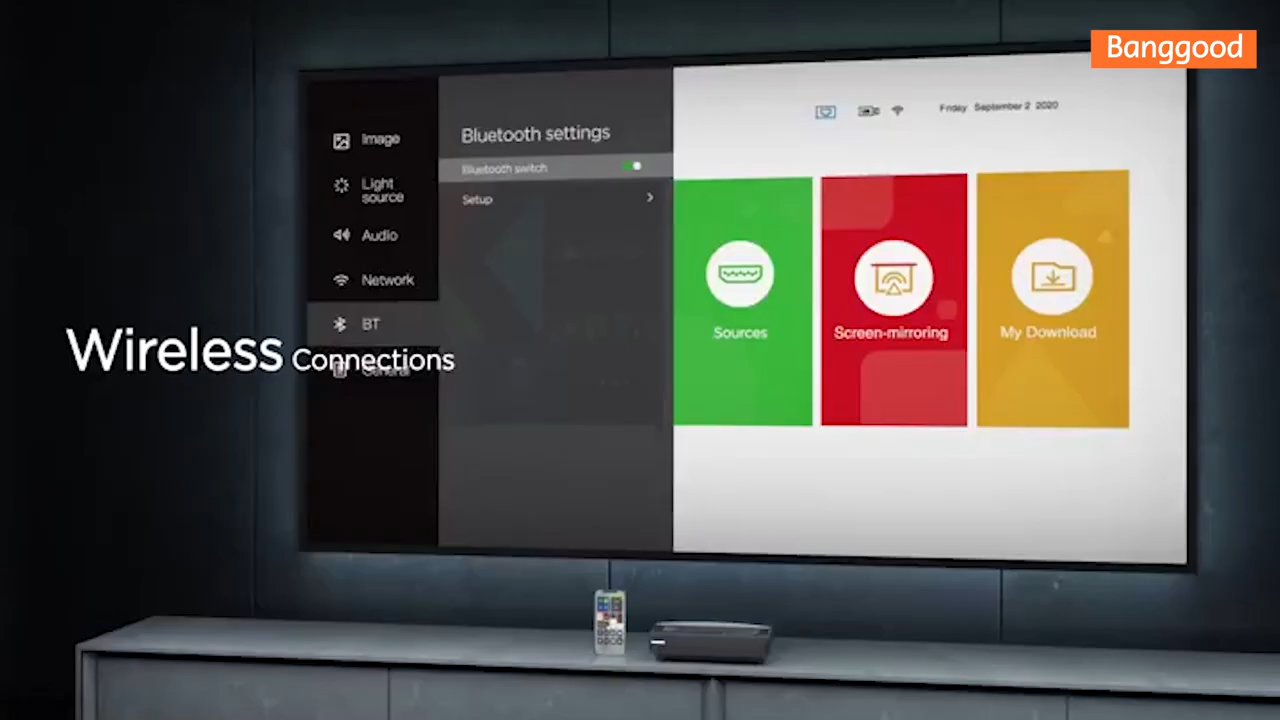 Banggood
Friday September 2 2020
Image
Light
source
Audio
Network
BT
General
Bluetooth settings
Bluetooth switch
Setup
Sources
Screen-mirroring
My Download
Wireless Connections